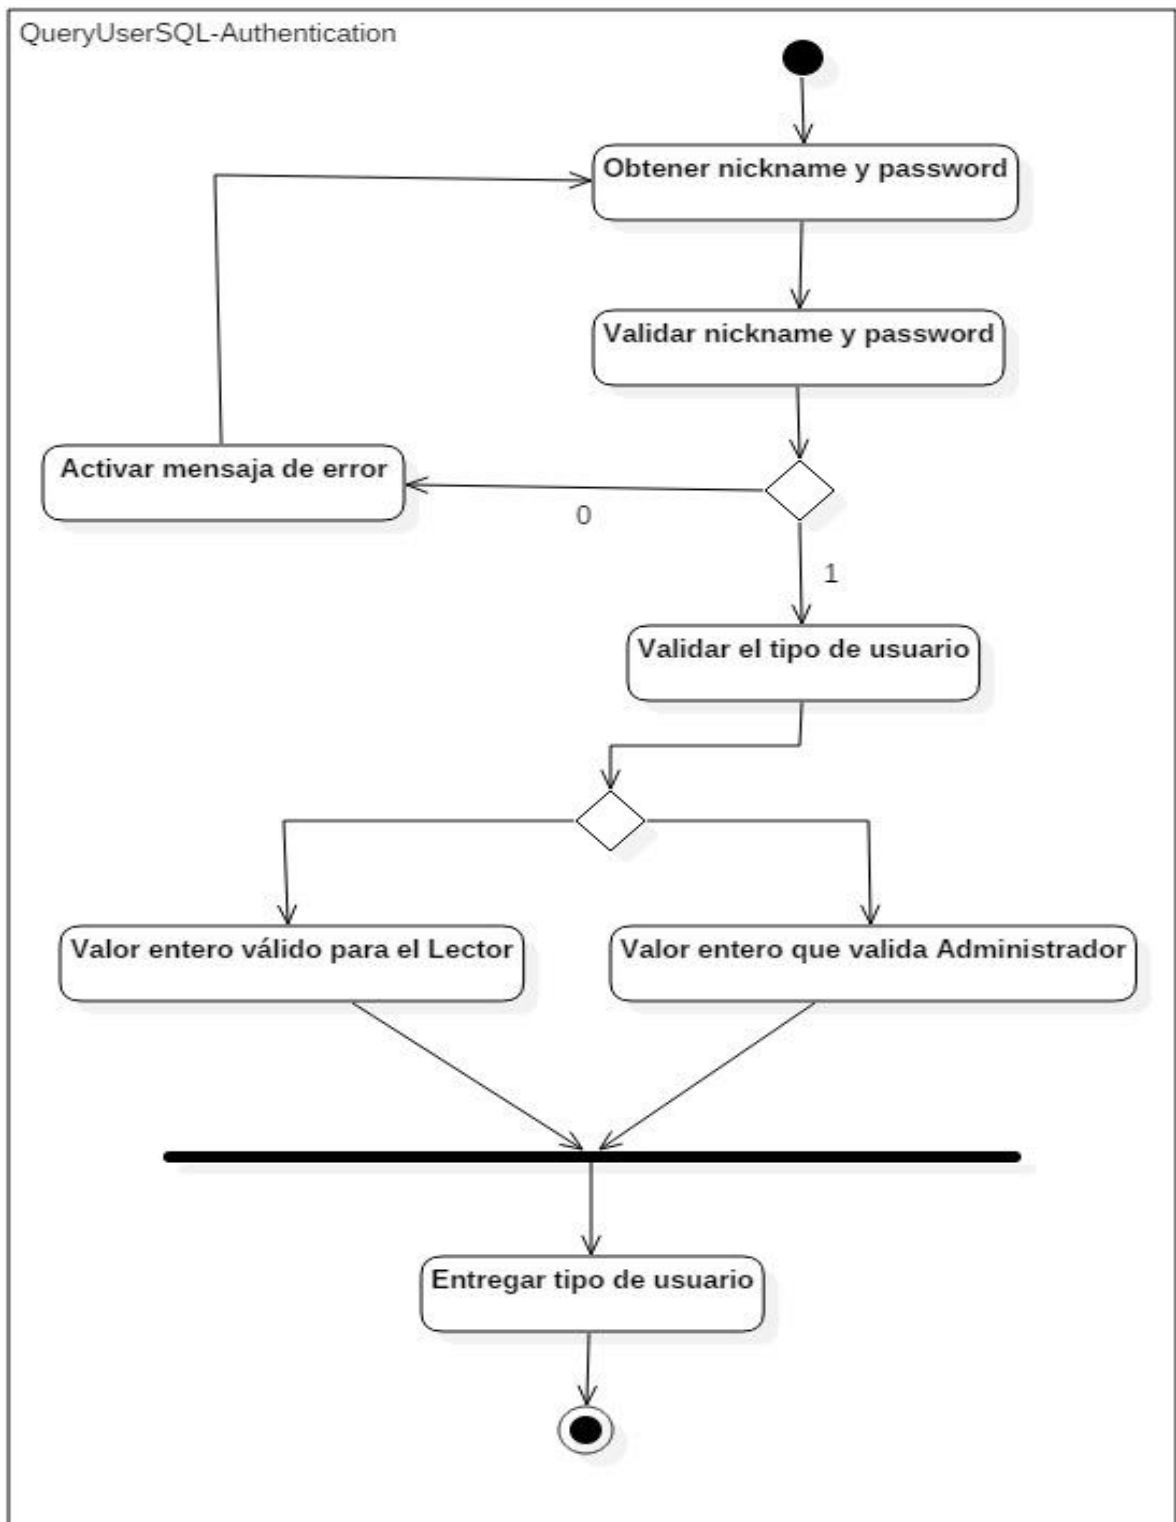 QueryUserSQL-Authentication
Obtener nickname y password
Validar nickname y password
Activar mensaja de error
0
1
Validar el tipo de usuario
Valor entero válido para el Lector
Valor entero que valida Administrador
Entregar tipo de usuario